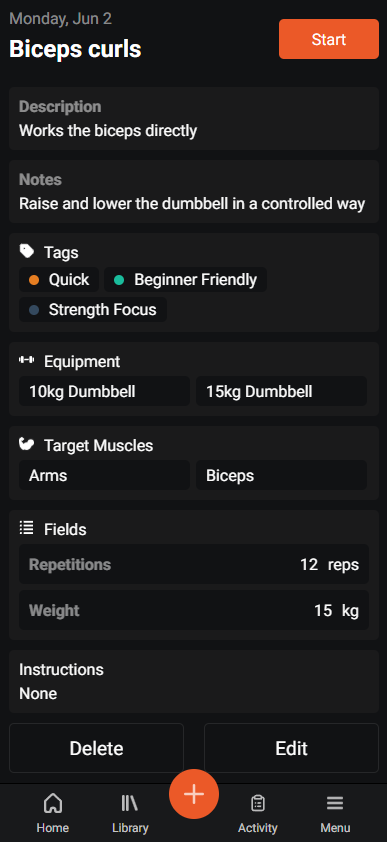 Monday, Jun 2
Biceps curls
Start
Description
Works the biceps directly
Notes
Raise and lower the dumbbell in a controlled way
Tags
Quick
Beginner Friendly
Strength Focus
Equipment
10kg Dumbbell
15kg Dumbbell
Target Muscles
Arms
Biceps
Fields
Repetitions 12 reps
Weight 15 kg
Instructions
None
Delete
Edit
Home
Library
Activity
Menu